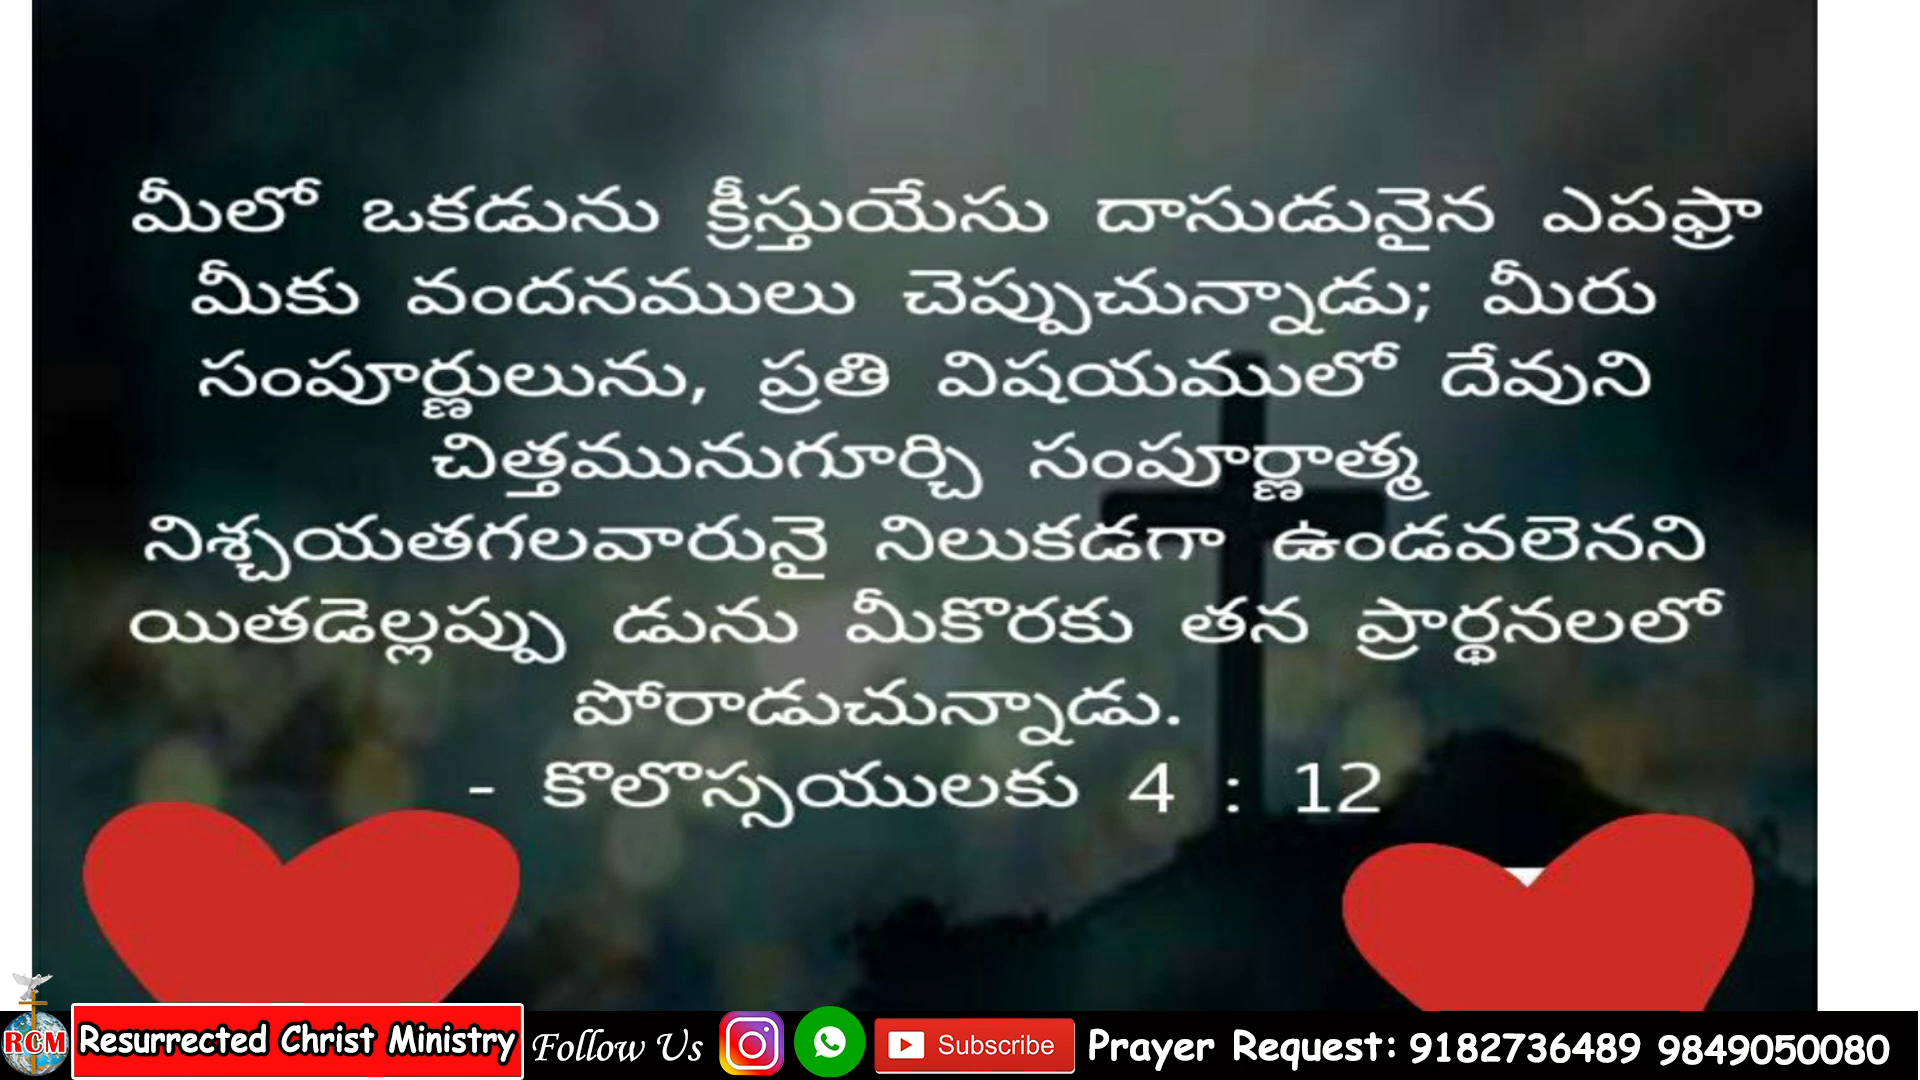 మీలో ఒకడును క్రీస్తుయేసు దాసుడునైన ఎపఫ్రా
మీకు వందనములు చెప్పుచున్నాడు; మీరు
సంపూర్ణులును, ప్రతి విషయములో దేవుని
చిత్తమునుగూర్చి సంపూర్ణాత్మ
నిశ్చయతగలవారునై నిలుకడగా ఉండవలెనని
యితడెల్లప్పు డును మీకొరకు తన ప్రార్థనలలో
పోరాడుచున్నాడు.
- కొలొస్సయులకు 4 : 12
RCM Resurrected Christ Ministry Follow Us Subscribe Prayer Request: 9182736489 9849050080